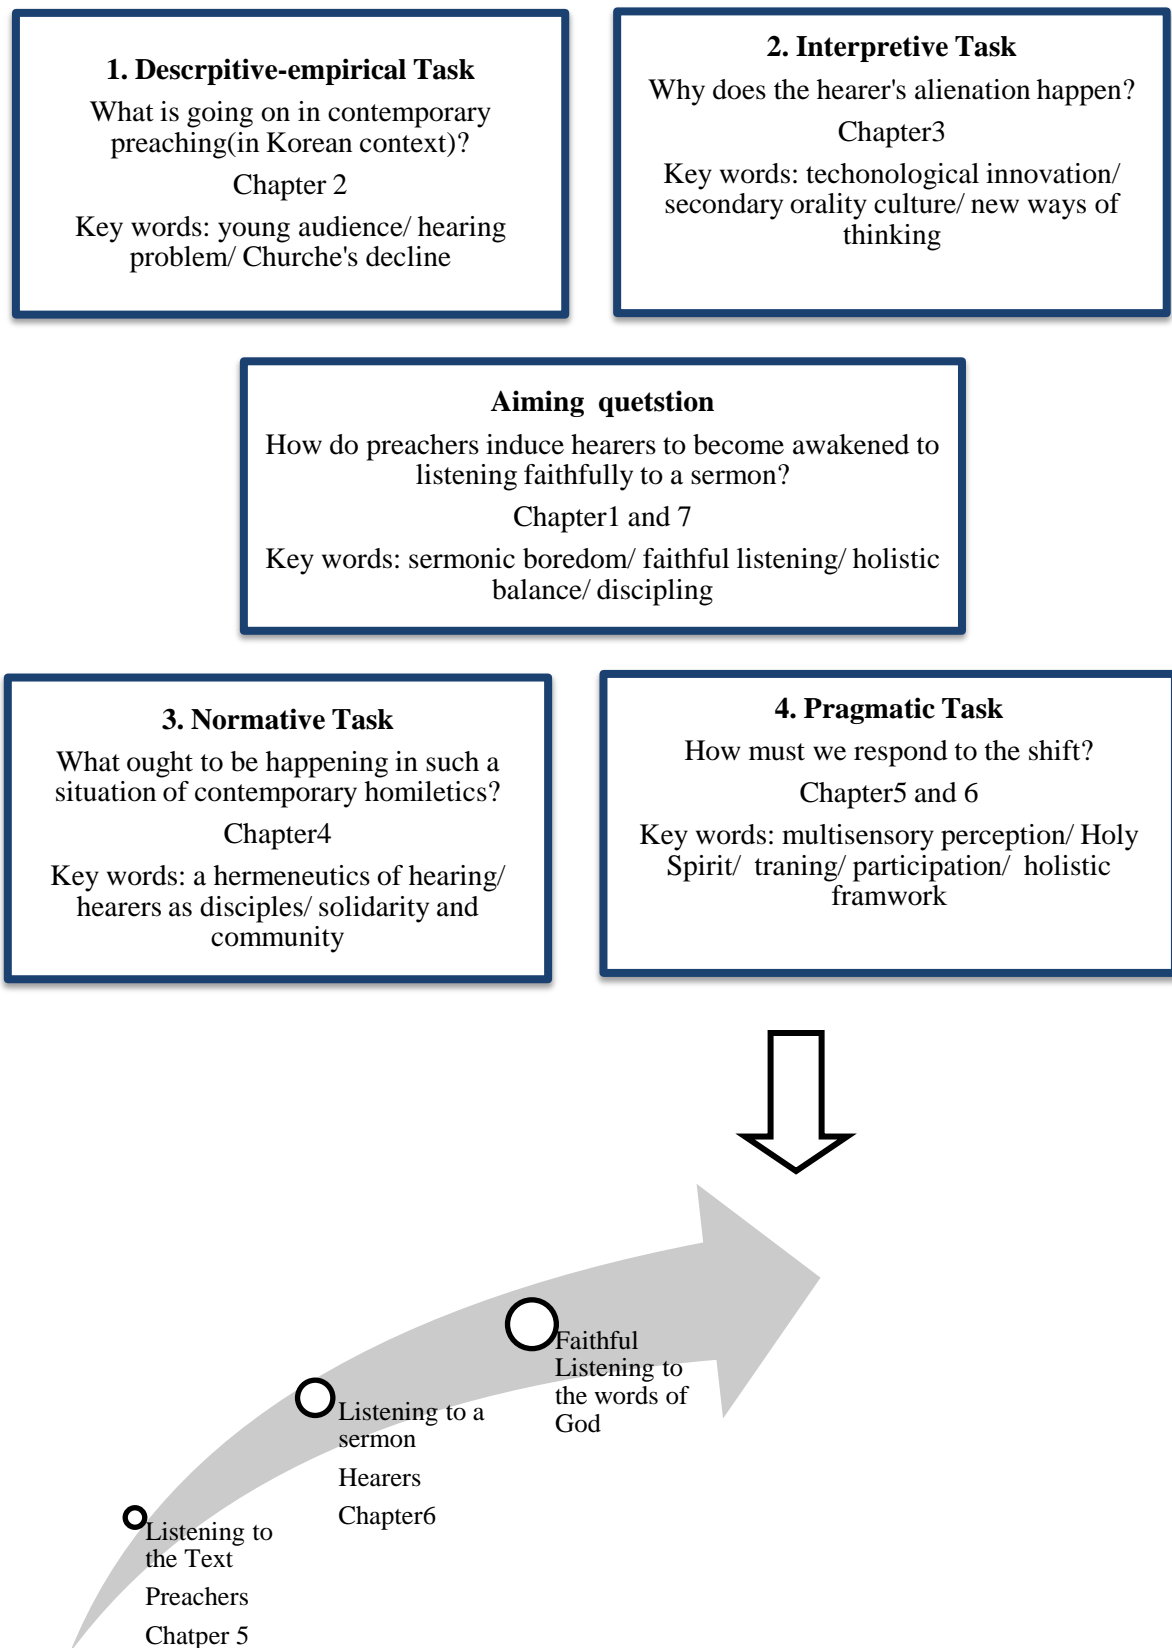 1. Descrpitive-empirical Task
What is going on in contemporary
preaching(in Korean context)?
Chapter 2
Key words: young audience/ hearing
problem/ Churche's decline
2. Interpretive Task
Why does the hearer's alienation happen?
Chapter3
Key words: techonological innovation/
secondary orality culture/ new ways of
thinking
Aiming  quetstion
How do preachers induce hearers to become awakened to
listening faithfully to a sermon?
Chapter1 and 7
Key words: sermonic boredom/ faithful listening/ holistic
balance/ discipling
3. Normative Task
What ought to be happening in such a
situation of contemporary homiletics?
Chapter4
Key words: a hermeneutics of hearing/
hearers as disciples/ solidarity and
community
4. Pragmatic Task
How must we respond to the shift?
Chapter5 and 6
Key words: multisensory perception/ Holy
Spirit/  traning/ participation/  holistic
framwork
Listening to
the Text
Preachers
Chatper 5
Listening to a
sermon
Hearers
Chapter6
Faithful
Listening to
the words of
God